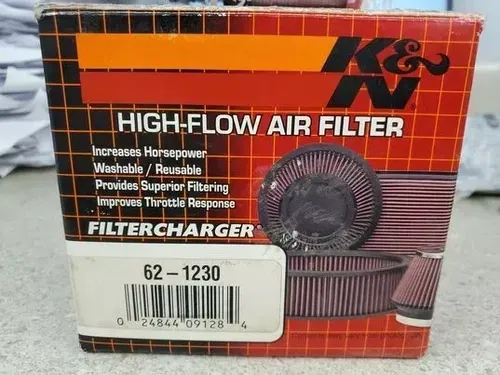 K&N
HIGH-FLOW AIR FILTER
Increases Horsepower
Washable / Reusable
Provides Superior Filtering
Improves Throttle Response
FILTERCHARGER®
62-1230
0 24844 09128 4